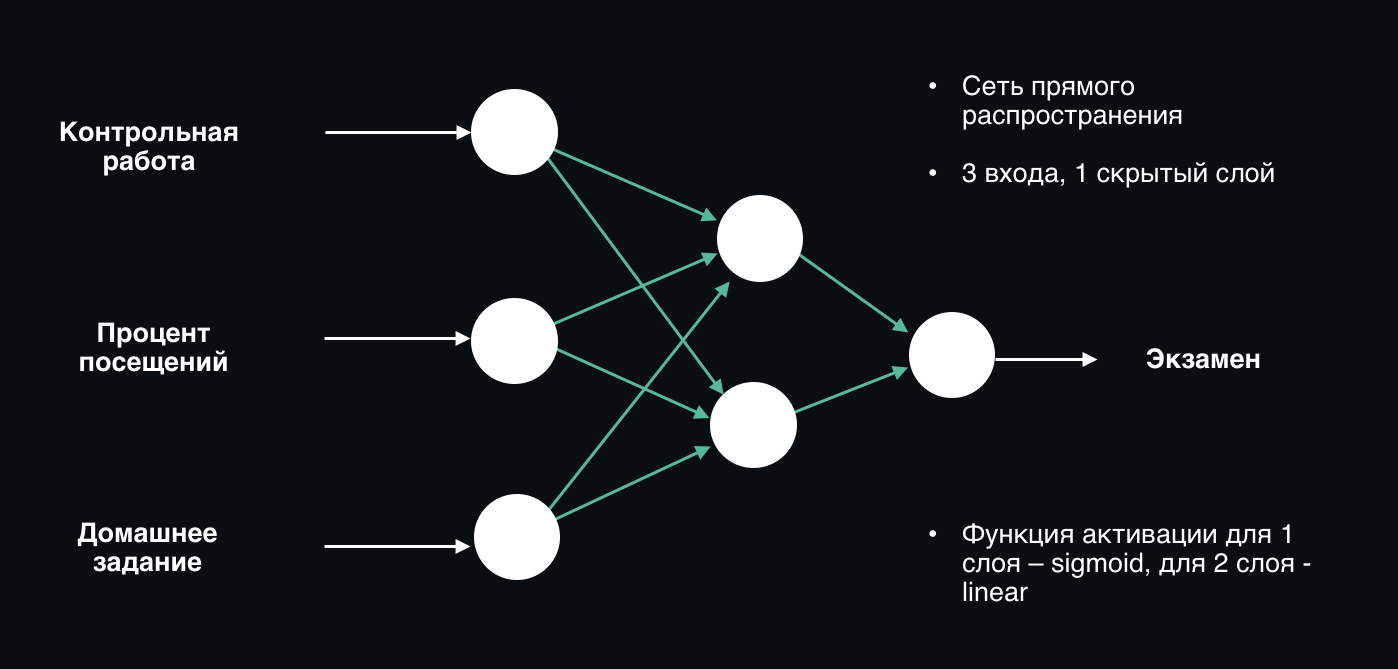 Контрольная
работа
Процент
посещений
Домашнее
задание
• Сеть прямого
распространения
• 3 входа, 1 скрытый слой
Экзамен
• Функция активации для 1
слоя – sigmoid, для 2 слоя -
linear